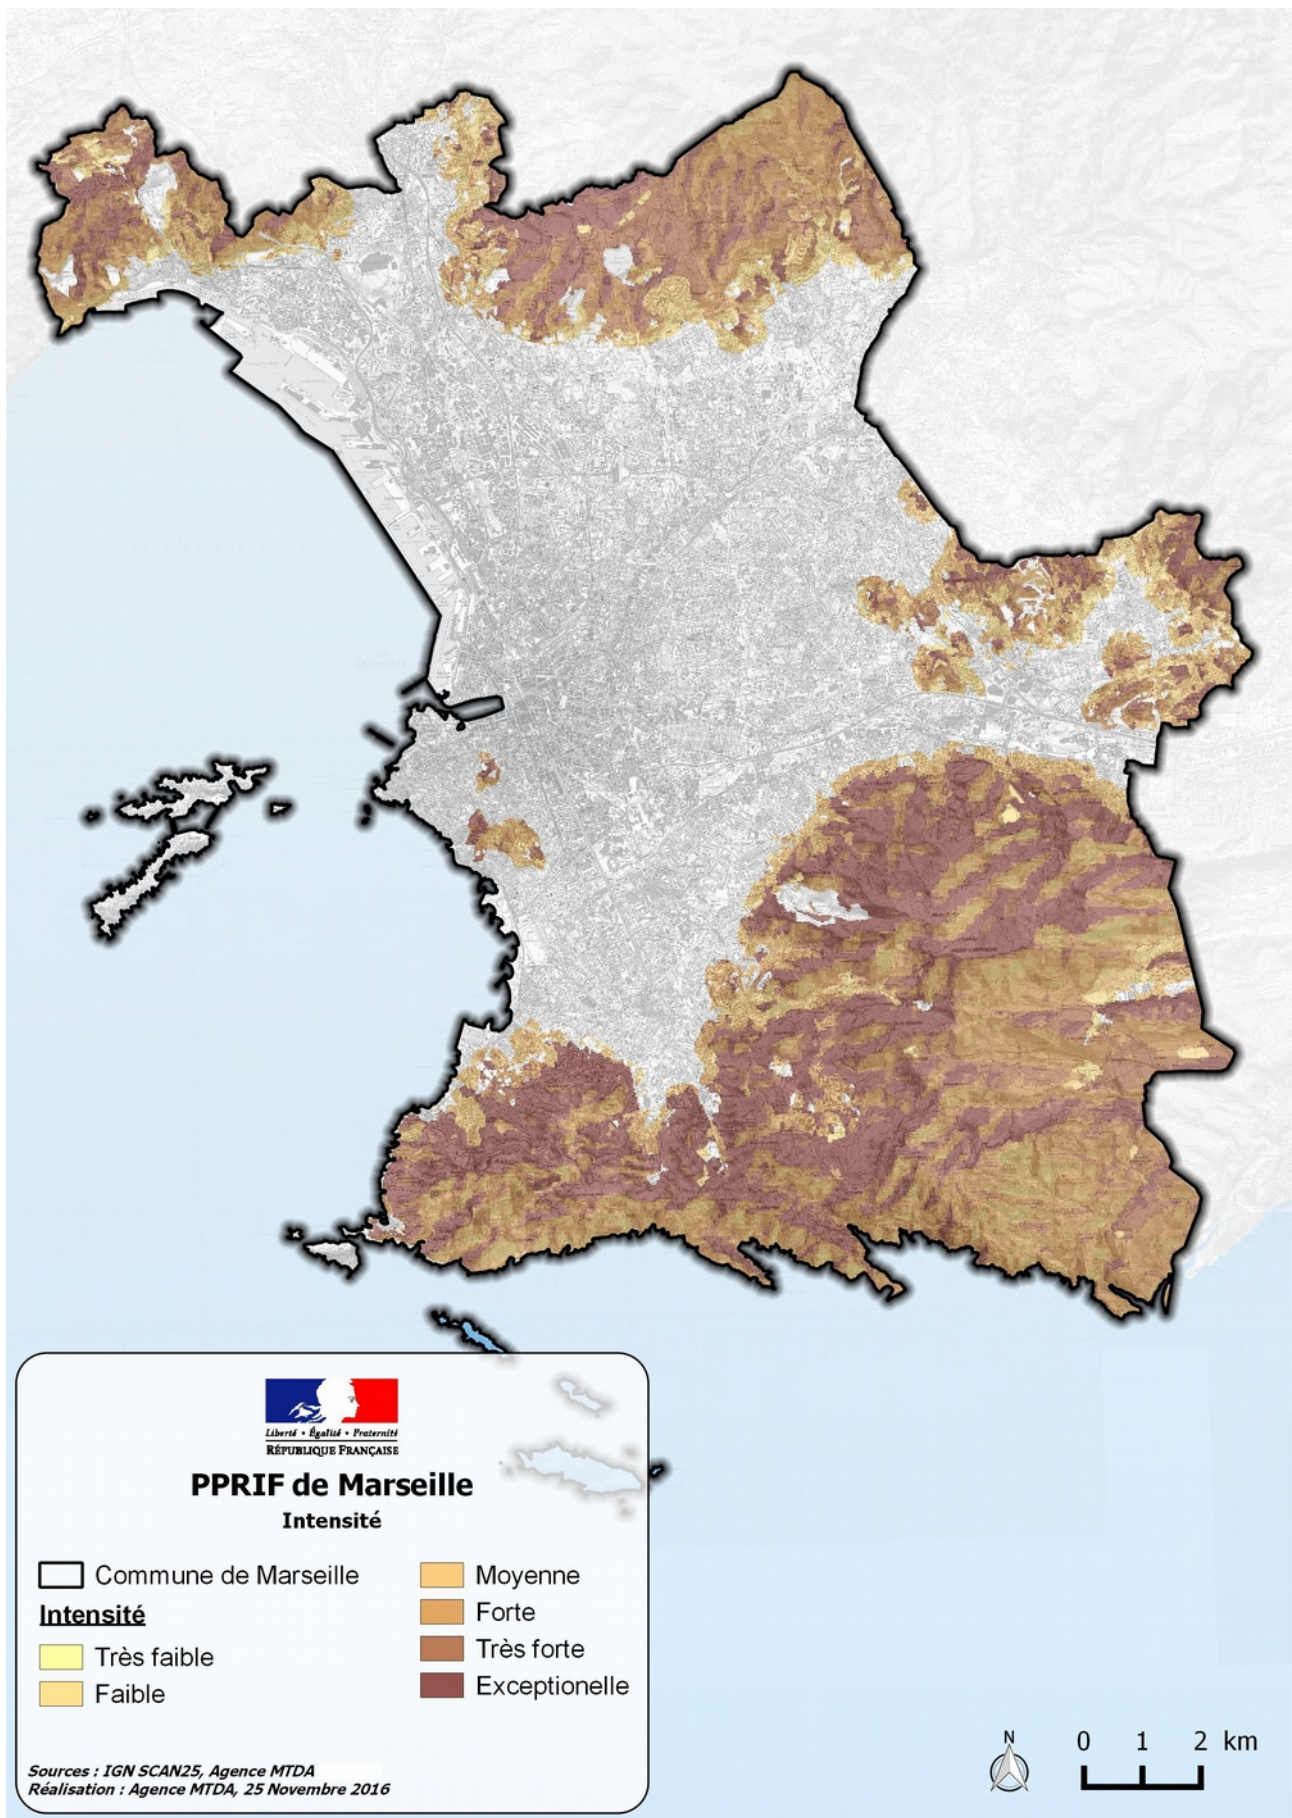 MARSEILLE
Liberté • Égalité • Fraternité
RÉPUBLIQUE FRANÇAISE
PPRIF de Marseille
Intensité
Commune de Marseille
Intensité
Très faible
Faible
Moyenne
Forte
Très forte
Exceptionelle
Sources : IGN SCAN25, Agence MTDA
Réalisation : Agence MTDA, 25 Novembre 2016
N
0 1 2 km